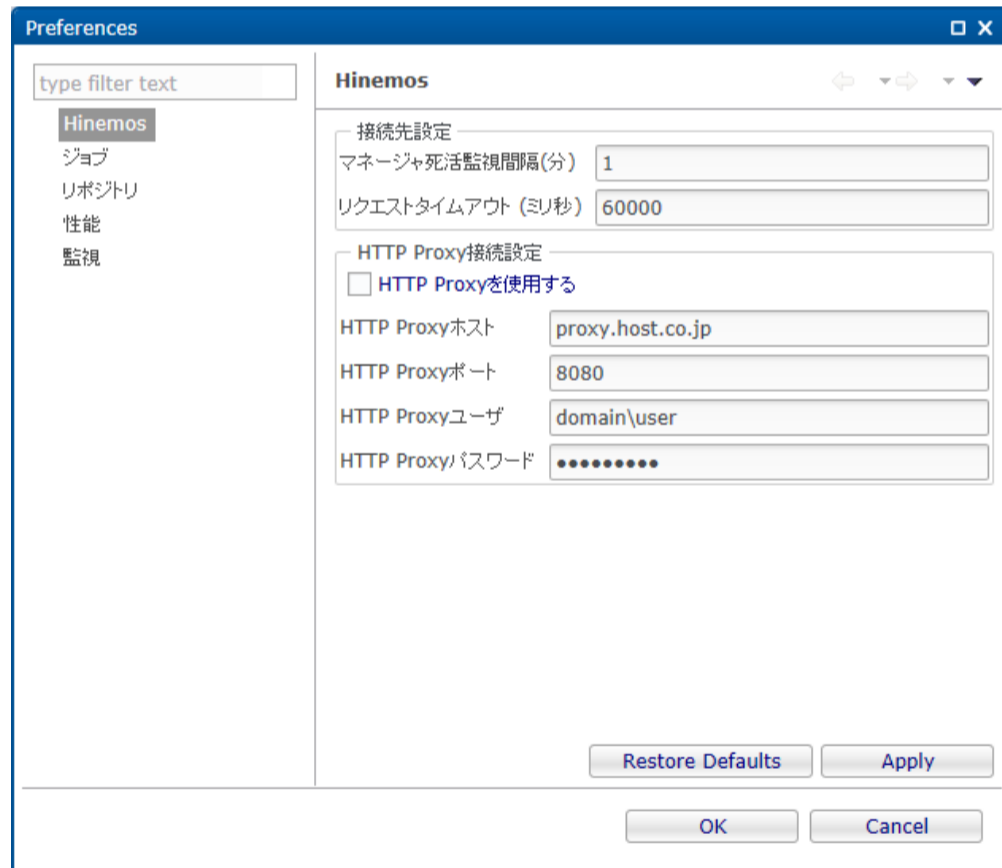 Preferences
type filter text
Hinemos
ジョブ
リポジトリ
性能
監視
Hinemos
接続先設定
マネージャ死活監視間隔(分) 1
リクエストタイムアウト (ミリ秒) 60000
HTTP Proxy接続設定
HTTP Proxyを使用する
HTTP Proxyホスト proxy.host.co.jp
HTTP Proxyポート 8080
HTTP Proxyユーザ domain\user
HTTP Proxyパスワード •••••••••
Restore Defaults Apply
OK Cancel